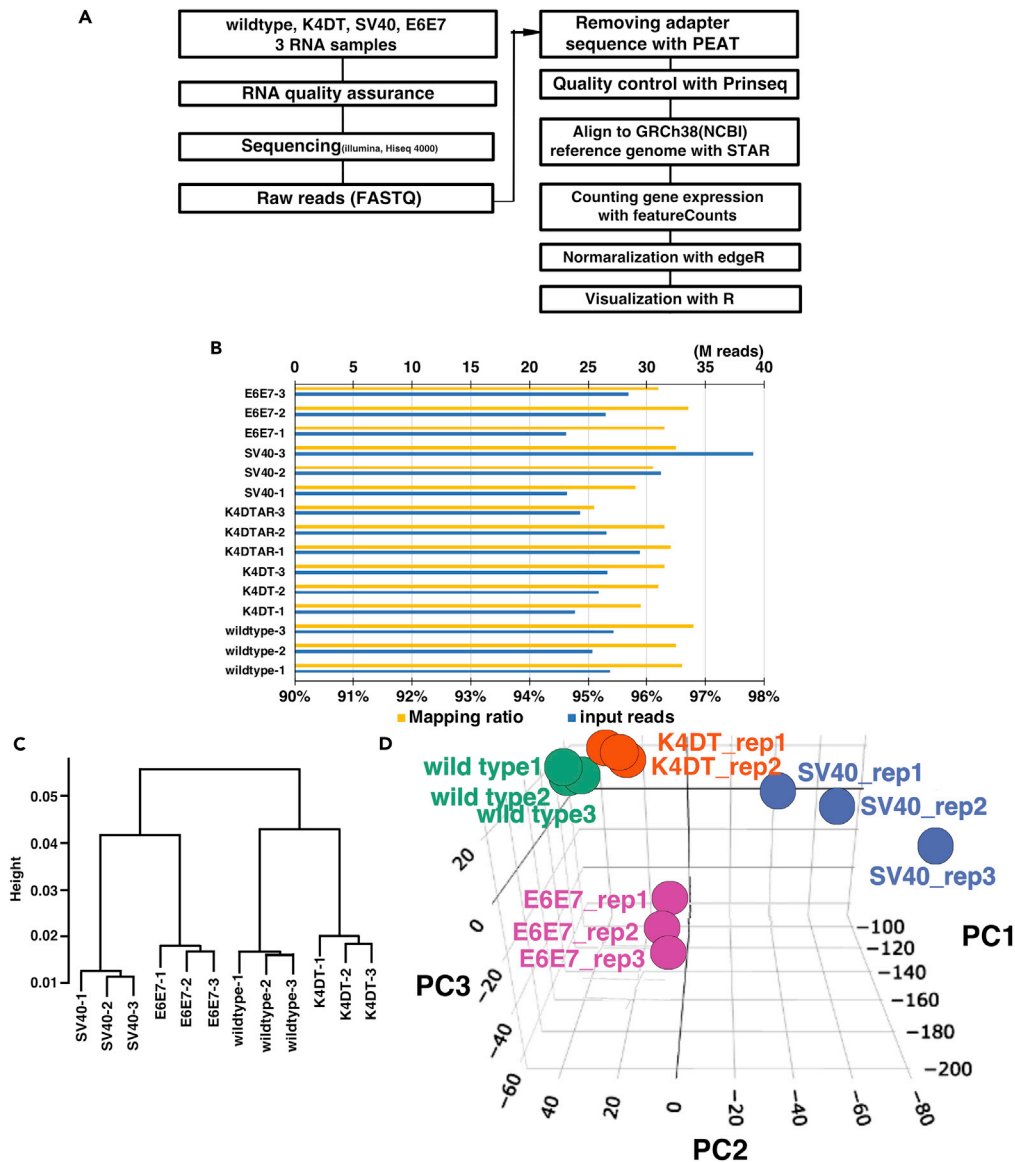 A
wildtype, K4DT, SV40, E6E7
3 RNA samples
RNA quality assurance
Sequencing(illumina, Hiseq 4000)
Raw reads (FASTQ)
Removing adapter
sequence with PEAT
Quality control with Prinseq
Align to GRCh38(NCBI)
reference genome with STAR
Counting gene expression
with featureCounts
Normaralization with edgeR
Visualization with R
B
(M reads)
0 5 10 15 20 25 30 35 40
E6E7-3
E6E7-2
E6E7-1
SV40-3
SV40-2
SV40-1
K4DTAR-3
K4DTAR-2
K4DTAR-1
K4DT-3
K4DT-2
K4DT-1
wildtype-3
wildtype-2
wildtype-1
90% 91% 92% 93% 94% 95% 96% 97% 98%
Mapping ratio input reads
C
Height
0.05
0.04
0.03
0.02
0.01
SV40-1
SV40-2
SV40-3
E6E7-1
E6E7-2
E6E7-3
wildtype-1
wildtype-2
wildtype-3
K4DT-1
K4DT-2
K4DT-3
D
wild type1
wild type2
wild type3
K4DT_rep1
K4DT_rep2
SV40_rep1
SV40_rep2
SV40_rep3
E6E7_rep1
E6E7_rep2
E6E7_rep3
PC3
20
0
−20
−40
−60
PC1
−100
−120
−140
−160
−180
−200
40 20 0 −20 −40 −60 −80
PC2